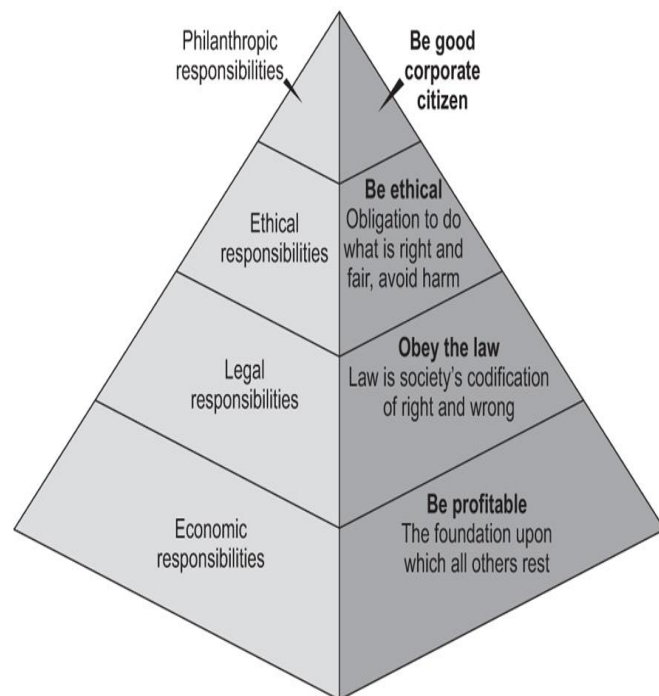 Philanthropic
responsibilities
Be good
corporate
citizen
Ethical
responsibilities
Be ethical
Obligation to do
what is right and
fair, avoid harm
Legal
responsibilities
Obey the law
Law is society's codification
of right and wrong
Economic
responsibilities
Be profitable
The foundation upon
which all others rest